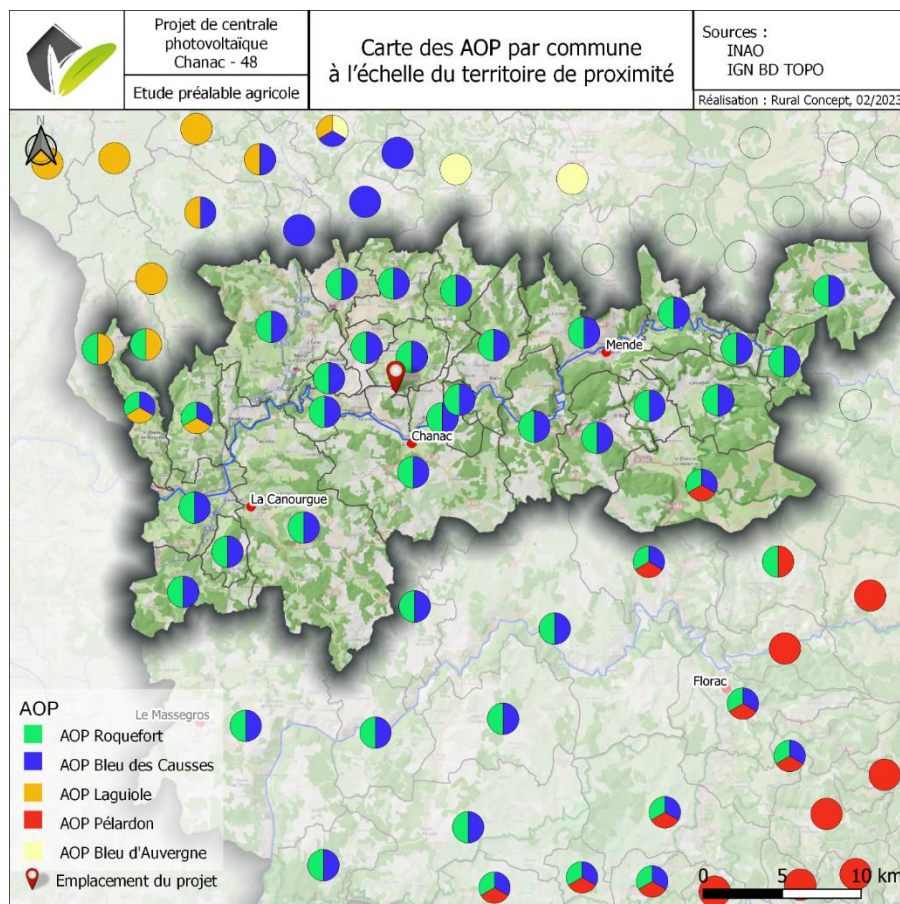 Projet de centrale
photovoltaïque
Chanac - 48
Etude préalable agricole
Carte des AOP par commune
à l'échelle du territoire de proximité
Sources :
INAO
IGN BD TOPO
Réalisation : Rural Concept, 02/2023
N
Mende
Chanac
La Canourgue
Florac
Le Massegros
AOP
AOP Roquefort
AOP Bleu des Causses
AOP Laguiole
AOP Pélardon
AOP Bleu d'Auvergne
Emplacement du projet
0 5 10 km